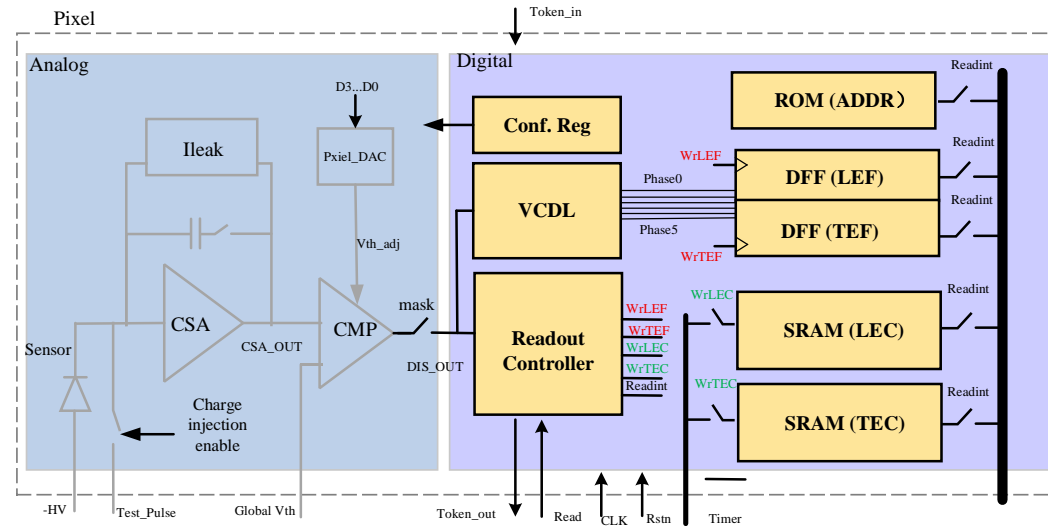 Pixel
Token_in
Analog
Digital
D3...D0
Readint
ROM (ADDR）
Conf. Reg
Ileak
Pxiel_DAC
WrLEF
Readint
Phase0
DFF (LEF)
VCDL
Readint
DFF (TEF)
Phase5
Vth_adj
WrTEF
WrLEC
Readint
mask
WrLEF
CSA
CMP
Readout
Controller
WrTEF
SRAM (LEC)
CSA_OUT
WrLEC
Sensor
DIS_OUT
WrTEC
WrTEC
Readint
Readint
Charge
injection
enable
SRAM (TEC)
-HV
Test_Pulse
Global Vth
Token_out
Read
CLK
Rstn
Timer